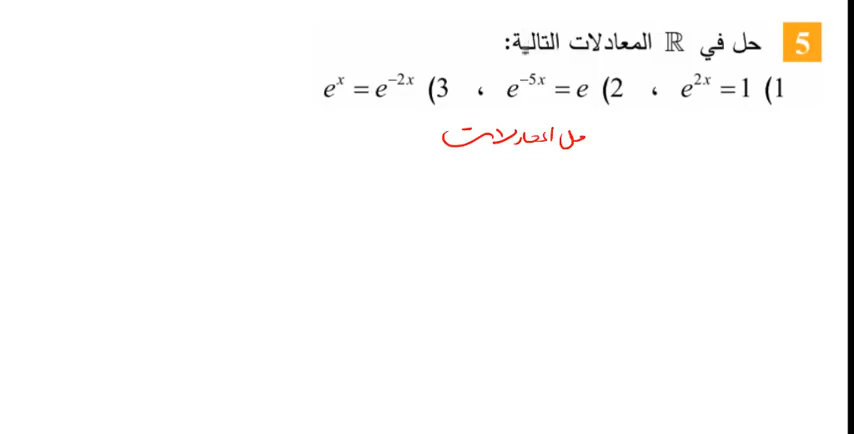 5 حل في ℝ المعادلات التالية:
1) e^{2x} = 1 ، 2) e^{-5x} = e ، 3) e^x = e^{-2x}
حل المعادلات